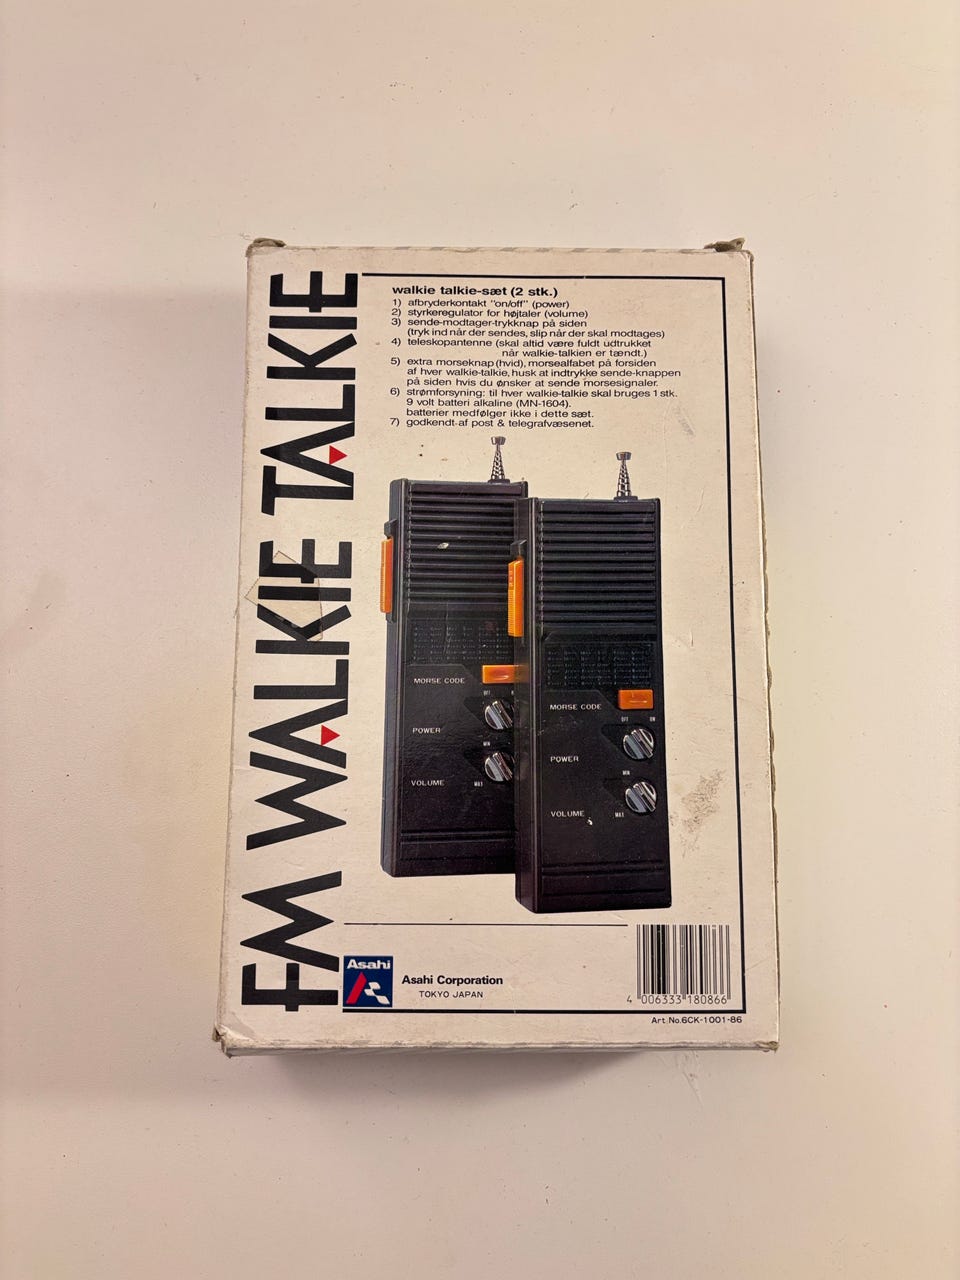 FM WALKIE TALKIE
walkie talkie-sæt (2 stk.)
1) afbryderkontakt "on/off" (power)
2) styrkeregulator for højtaler (volume)
3) sende-modtager-trykknap på siden
(tryk ind når der sendes, slip når der skal modtages)
4) teleskopantenne (skal altid være fuldt udtrukket
når walkie-talkien er tændt.)
5) extra morseknap (hvid), morsealfabet på forsiden
af hver walkie-talkie, husk at indtrykke sende-knappen
på siden hvis du ønsker at sende morsesignaler.
6) strømforsyning: til hver walkie-talkie skal bruges 1 stk.
9 volt batteri alkaline (MN-1604).
batterier medfølger ikke i dette sæt.
7) godkendt af post & telegrafvæsenet.
MORSE CODE
OFF
POWER
MIN
VOLUME
MAX
MORSE CODE
OFF ON
POWER
MIN
VOLUME
MAX
Asahi
Asahi Corporation
TOKYO JAPAN
4 006333 180866
Art.No.6CK-1001-86